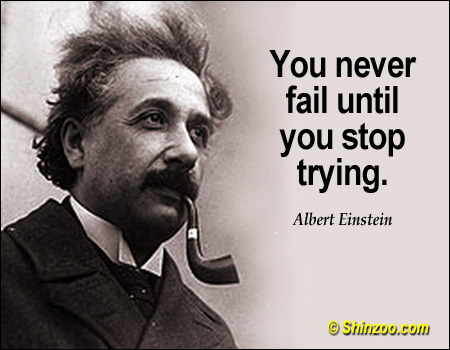 You never
fail until
you stop
trying.
Albert Einstein
© Shinzoo.com